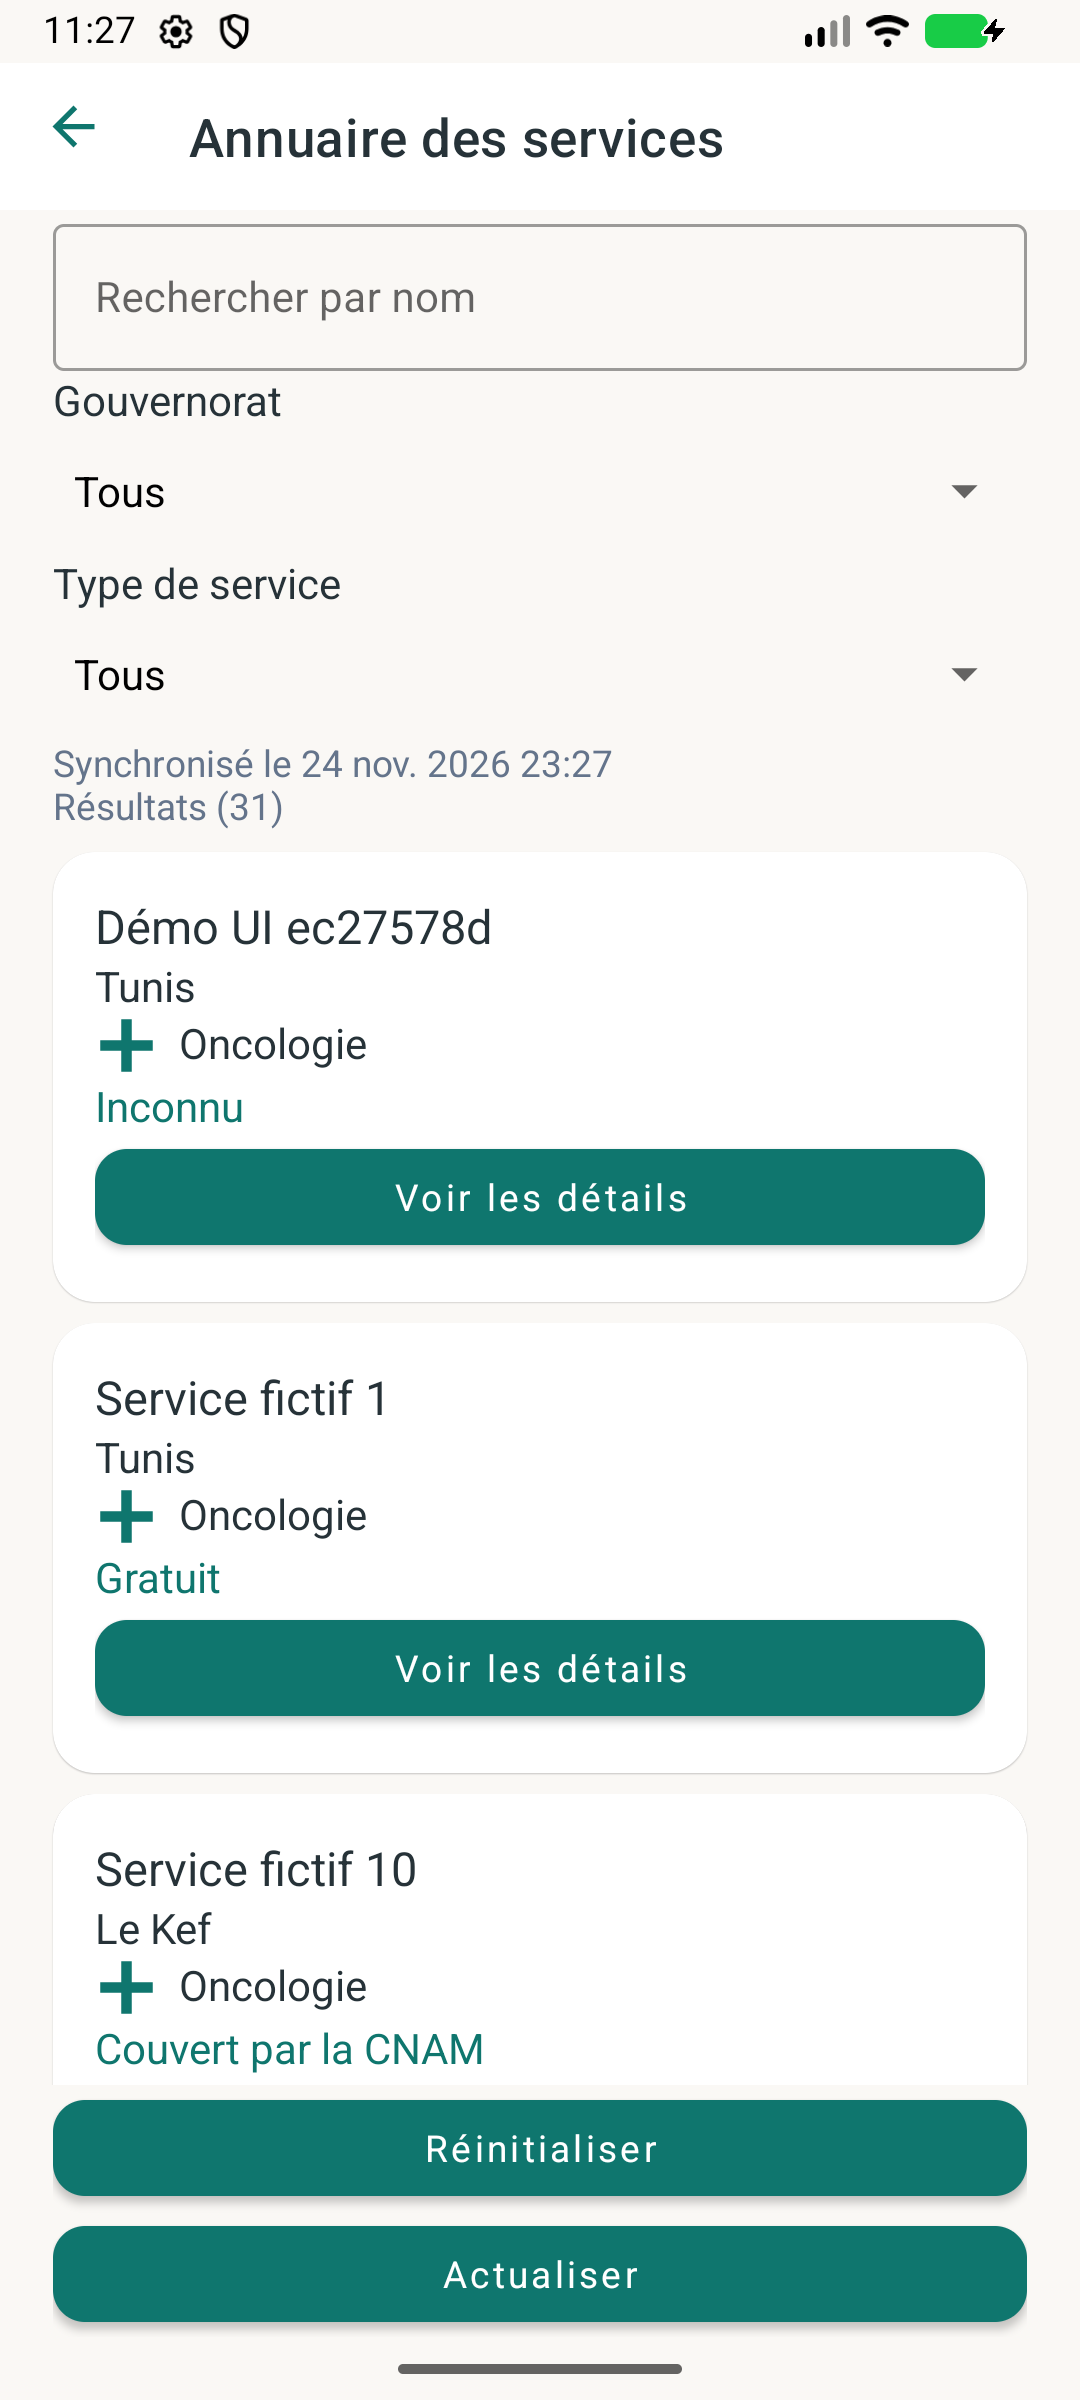 11:27
Annuaire des services
Rechercher par nom
Gouvernorat
Tous
Type de service
Tous
Synchronisé le 24 nov. 2026 23:27
Résultats (31)
Démo UI ec27578d
Tunis
Oncologie
Inconnu
Voir les détails
Service fictif 1
Tunis
Oncologie
Gratuit
Voir les détails
Service fictif 10
Le Kef
Oncologie
Couvert par la CNAM
Réinitialiser
Actualiser